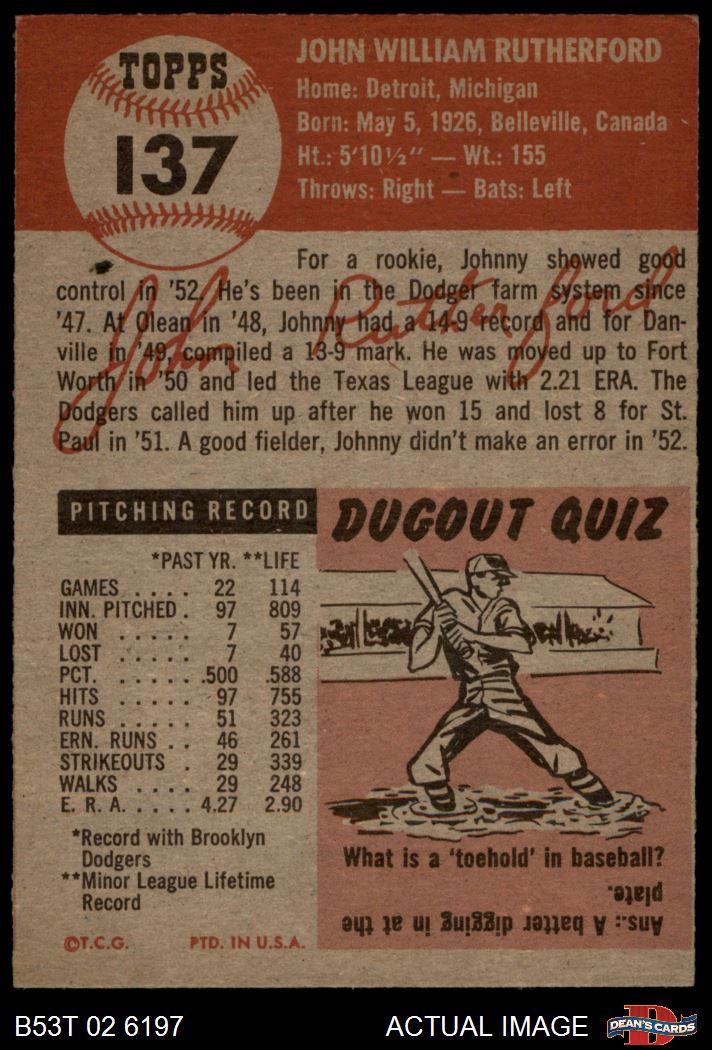 TOPPS
137
JOHN WILLIAM RUTHERFORD
Home: Detroit, Michigan
Born: May 5, 1926, Belleville, Canada
Ht.: 5'10½" — Wt.: 155
Throws: Right — Bats: Left
For a rookie, Johnny showed good
control in '52. He's been in the Dodger farm system since
'47. At Olean in '48, Johnny had a 14-9 record and for Dan-
ville in '49, compiled a 13-9 mark. He was moved up to Fort
Worth in '50 and led the Texas League with 2.21 ERA. The
Dodgers called him up after he won 15 and lost 8 for St.
Paul in '51. A good fielder, Johnny didn't make an error in '52.
John Rutherford
PITCHING RECORD
*PAST YR. **LIFE
GAMES . . . . 22 114
INN. PITCHED . 97 809
WON . . . . . 7 57
LOST . . . . . 7 40
PCT. . . . . . .500 .588
HITS . . . . . 97 755
RUNS . . . . . 51 323
ERN. RUNS . . 46 261
STRIKEOUTS . 29 339
WALKS . . . . 29 248
E. R. A. . . . . 4.27 2.90
*Record with Brooklyn
Dodgers
**Minor League Lifetime
Record
©T.C.G. PTD. IN U.S.A.
DUGOUT QUIZ
What is a 'toehold' in baseball?
Ans.: A batter digging in at the
plate.
B53T 02 6197
ACTUAL IMAGE
DEAN'S CARDS